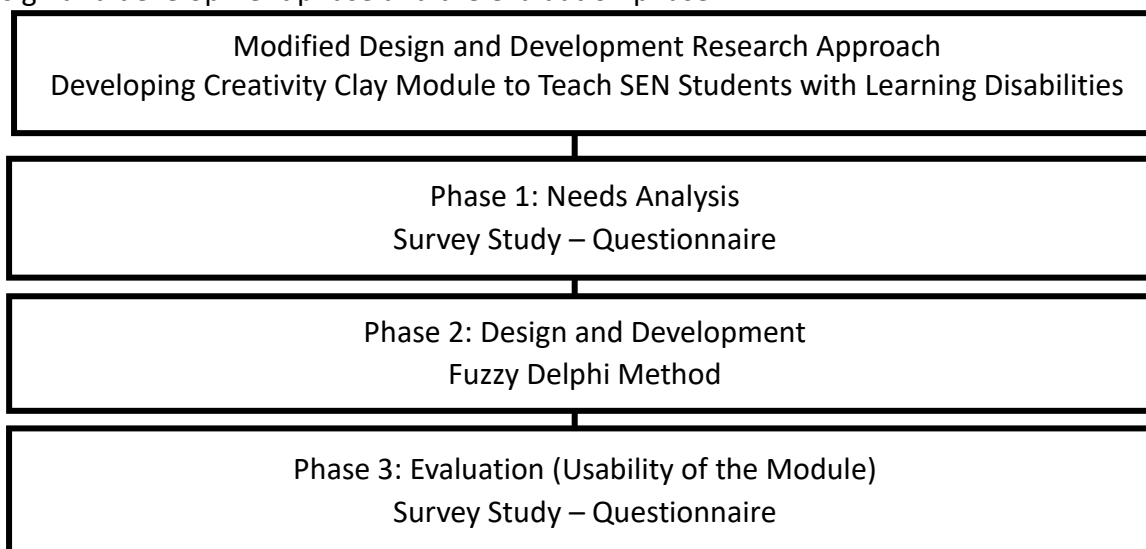 Modified Design and Development Research Approach
Developing Creativity Clay Module to Teach SEN Students with Learning Disabilities
Phase 1: Needs Analysis
Survey Study – Questionnaire
Phase 2: Design and Development
Fuzzy Delphi Method
Phase 3: Evaluation (Usability of the Module)
Survey Study – Questionnaire